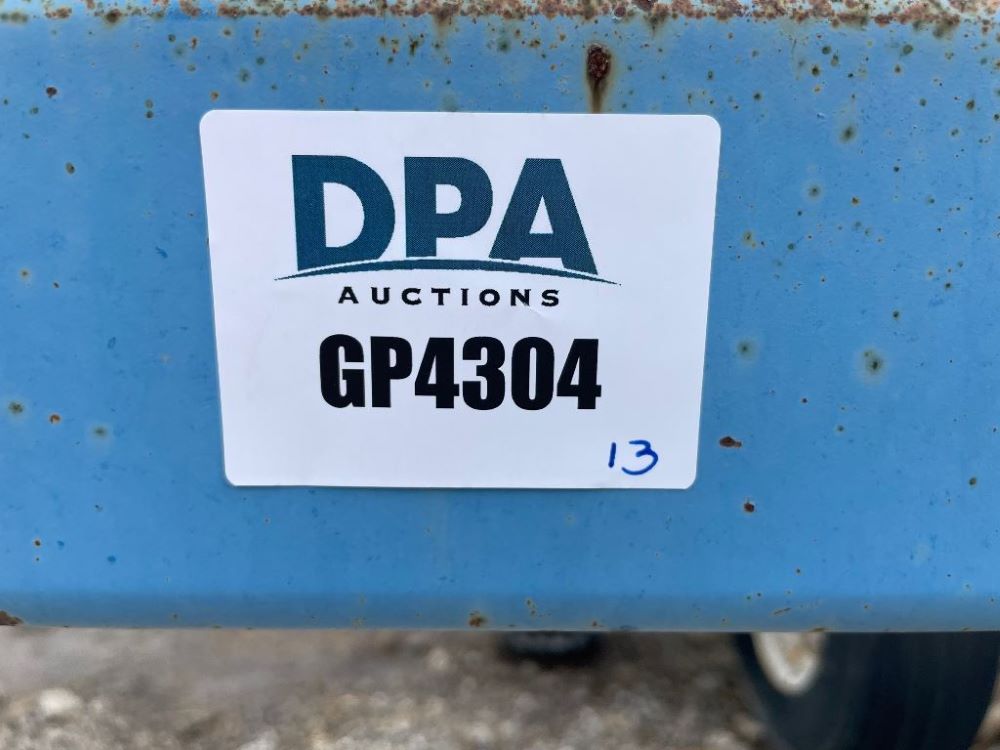 DPA
AUCTIONS
GP4304
13